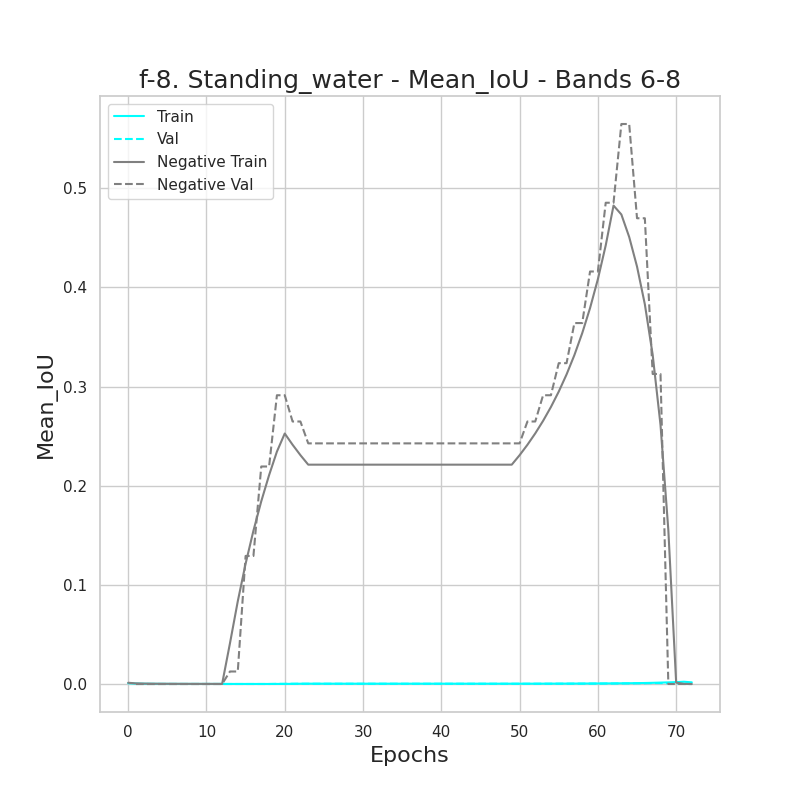 f-8. Standing_water - Mean_IoU - Bands 6-8
Train
Val
Negative Train
Negative Val
Mean_IoU
0.5
0.4
0.3
0.2
0.1
0.0
0 10 20 30 40 50 60 70
Epochs